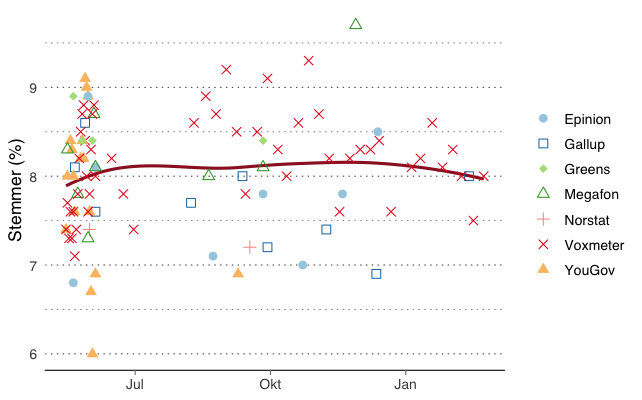 Stemmer (%)
9
8
7
6
Jul
Okt
Jan
Epinion
Gallup
Greens
Megafon
Norstat
Voxmeter
YouGov